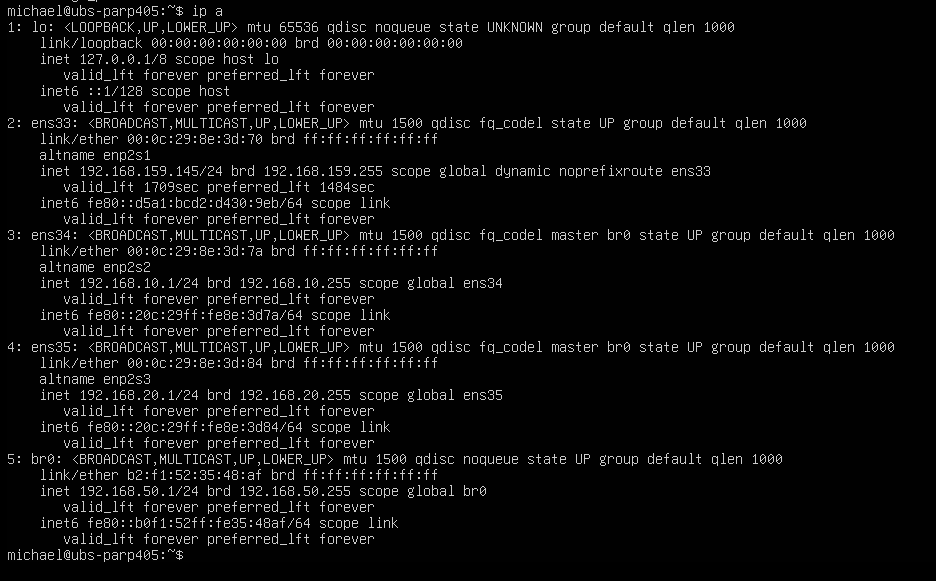 michael@ubs-parp405:~$ ip a
1: lo: <LOOPBACK,UP,LOWER_UP> mtu 65536 qdisc noqueue state UNKNOWN group default qlen 1000
    link/loopback 00:00:00:00:00:00 brd 00:00:00:00:00:00
    inet 127.0.0.1/8 scope host lo
       valid_lft forever preferred_lft forever
    inet6 ::1/128 scope host
       valid_lft forever preferred_lft forever
2: ens33: <BROADCAST,MULTICAST,UP,LOWER_UP> mtu 1500 qdisc fq_codel state UP group default qlen 1000
    link/ether 00:0c:29:8e:3d:70 brd ff:ff:ff:ff:ff:ff
    altname enp2s1
    inet 192.168.159.145/24 brd 192.168.159.255 scope global dynamic noprefixroute ens33
       valid_lft 1709sec preferred_lft 1484sec
    inet6 fe80::d5a1:bcd2:d430:9eb/64 scope link
       valid_lft forever preferred_lft forever
3: ens34: <BROADCAST,MULTICAST,UP,LOWER_UP> mtu 1500 qdisc fq_codel master br0 state UP group default qlen 1000
    link/ether 00:0c:29:8e:3d:7a brd ff:ff:ff:ff:ff:ff
    altname enp2s2
    inet 192.168.10.1/24 brd 192.168.10.255 scope global ens34
       valid_lft forever preferred_lft forever
    inet6 fe80::20c:29ff:fe8e:3d7a/64 scope link
       valid_lft forever preferred_lft forever
4: ens35: <BROADCAST,MULTICAST,UP,LOWER_UP> mtu 1500 qdisc fq_codel master br0 state UP group default qlen 1000
    link/ether 00:0c:29:8e:3d:84 brd ff:ff:ff:ff:ff:ff
    altname enp2s3
    inet 192.168.20.1/24 brd 192.168.20.255 scope global ens35
       valid_lft forever preferred_lft forever
    inet6 fe80::20c:29ff:fe8e:3d84/64 scope link
       valid_lft forever preferred_lft forever
5: br0: <BROADCAST,MULTICAST,UP,LOWER_UP> mtu 1500 qdisc noqueue state UP group default qlen 1000
    link/ether b2:f1:52:35:48:af brd ff:ff:ff:ff:ff:ff
    inet 192.168.50.1/24 brd 192.168.50.255 scope global br0
       valid_lft forever preferred_lft forever
    inet6 fe80::b0f1:52ff:fe35:48af/64 scope link
       valid_lft forever preferred_lft forever
michael@ubs-parp405:~$